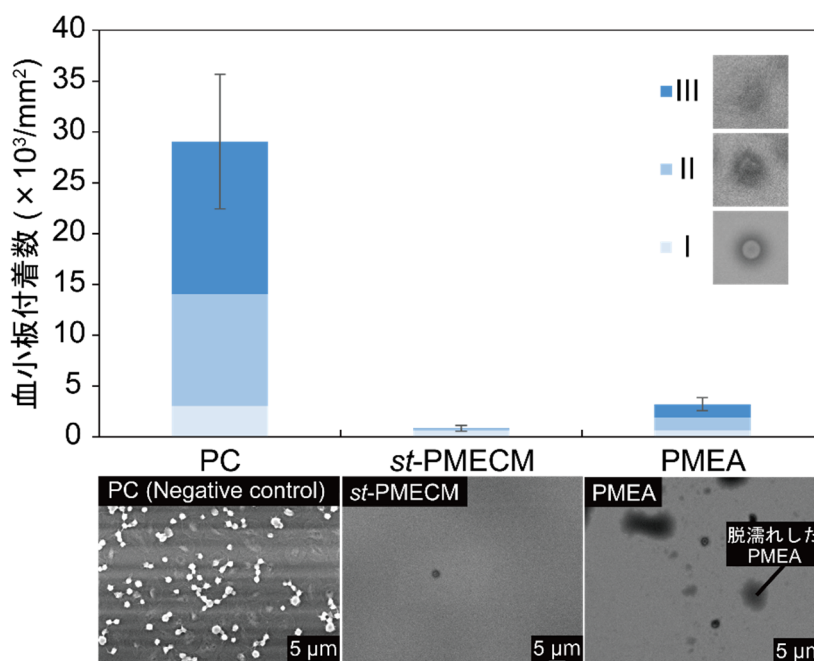 血小板付着数 (×10³/mm²)
40
35
30
25
20
15
10
5
0
III
II
I
PC
st-PMECM
PMEA
PC (Negative control)
5 µm
st-PMECM
5 µm
PMEA
脱濡れした
PMEA
5 µm